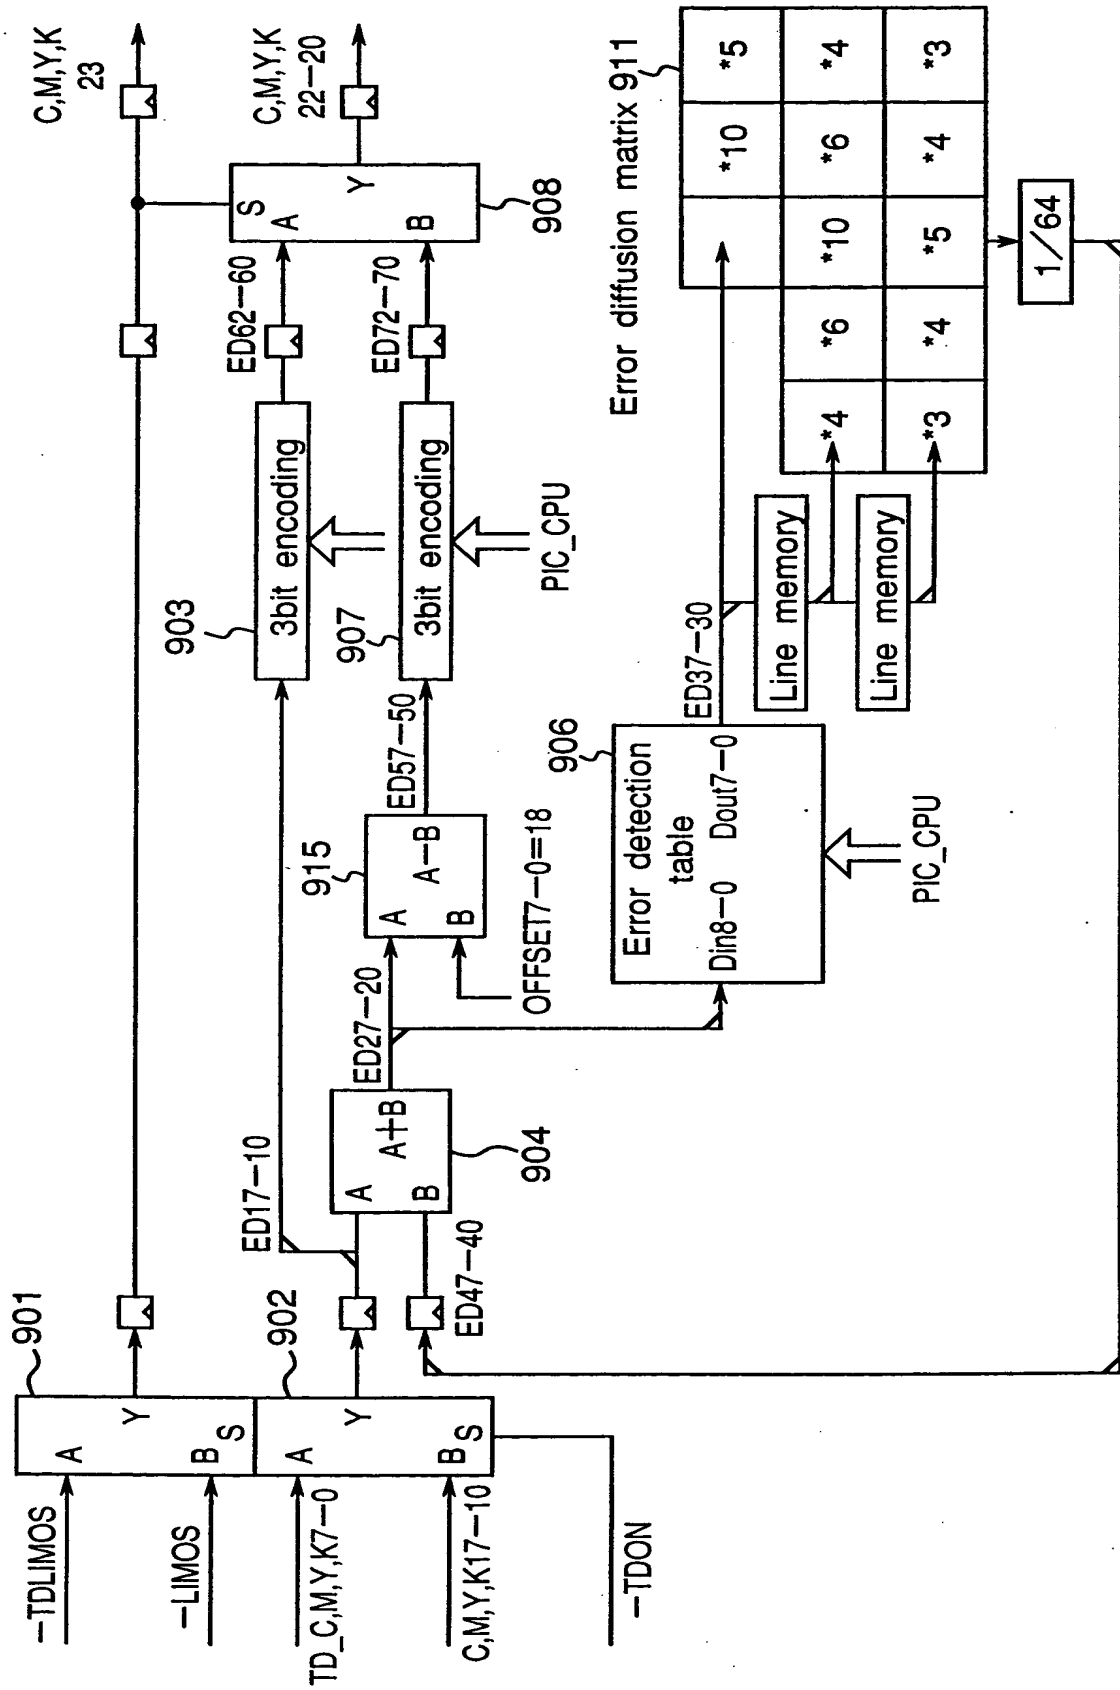 —TDLIMOS
—LIMOS
TD_C,M,Y,K7—0
C,M,Y,K17—10
—TDON
901
A
Y
B
S
902
A
Y
B
S
ED17—10
ED47—40
904
A
A+B
B
ED27—20
915
A
A—B
B
OFFSET7—0=18
ED57—50
903
3bit encoding
907
3bit encoding
PIC_CPU
ED62—60
ED72—70
S
A
Y
B
908
C,M,Y,K
23
C,M,Y,K
22—20
906
Error detection
table
Din8—0 Dout7—0
PIC_CPU
ED37—30
Line memory
Line memory
Error diffusion matrix 911
*10 *5
*4 *6 *10 *6 *4
*3 *4 *5 *4 *3
1/64